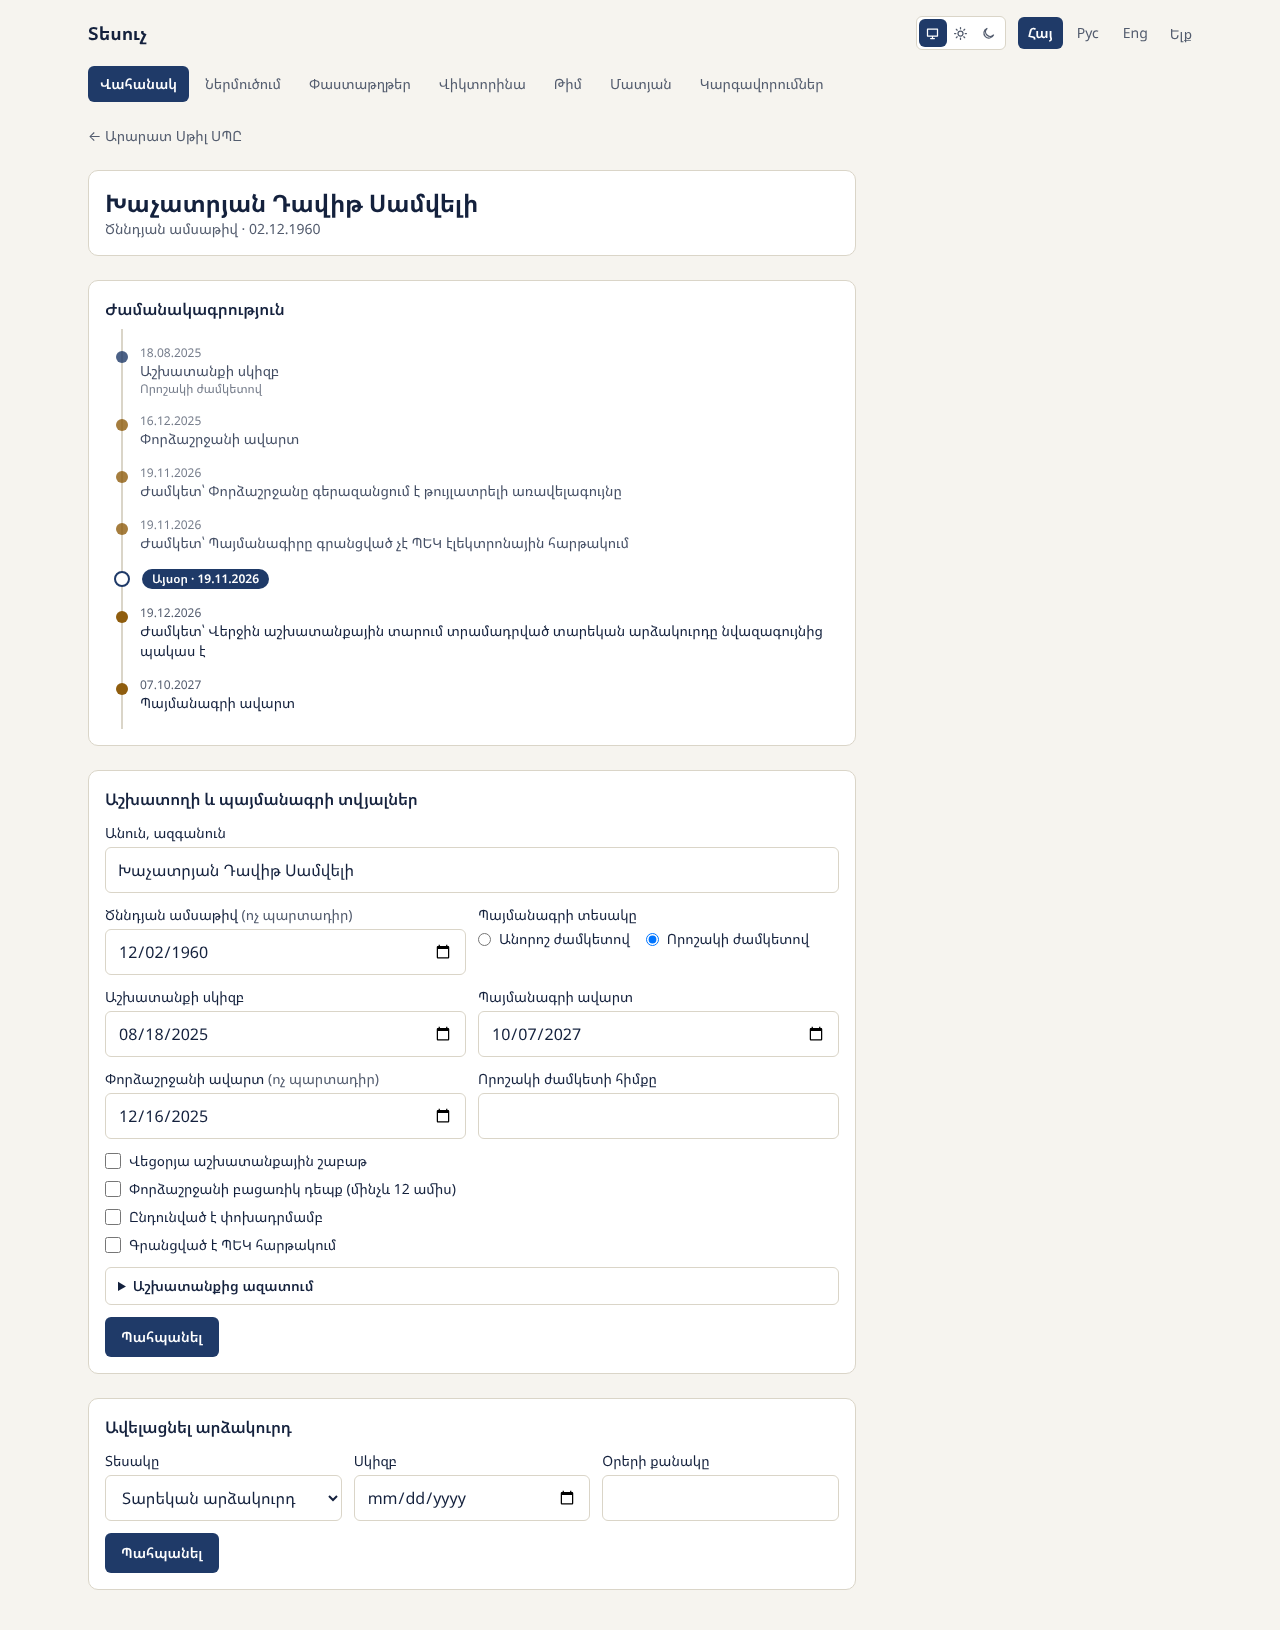 Տեսուչ
Հայ Рус Eng Ելք
Վահանակ Ներմուծում Փաստաթղթեր Վիկտորինա Թիմ Մատյան Կարգավորումներ
← Արարատ Սթիլ ՍՊԸ
Խաչատրյան Դավիթ Սամվելի
Ծննդյան ամսաթիվ · 02.12.1960
Ժամանակագրություն
18.08.2025
Աշխատանքի սկիզբ
Որոշակի ժամկետով
16.12.2025
Փորձաշրջանի ավարտ
19.11.2026
Ժամկետ՝ Փորձաշրջանը գերազանցում է թույլատրելի առավելագույնը
19.11.2026
Ժամկետ՝ Պայմանագիրը գրանցված չէ ՊԵԿ էլեկտրոնային հարթակում
Այսօր · 19.11.2026
19.12.2026
Ժամկետ՝ Վերջին աշխատանքային տարում տրամադրված տարեկան արձակուրդը նվազագույնից
պակաս է
07.10.2027
Պայմանագրի ավարտ
Աշխատողի և պայմանագրի տվյալներ
Անուն, ազգանուն
Խաչատրյան Դավիթ Սամվելի
Ծննդյան ամսաթիվ (ոչ պարտադիր) Պայմանագրի տեսակը
12/02/1960 Անորոշ ժամկետով Որոշակի ժամկետով
Աշխատանքի սկիզբ Պայմանագրի ավարտ
08/18/2025 10/07/2027
Փորձաշրջանի ավարտ (ոչ պարտադիր) Որոշակի ժամկետի հիմքը
12/16/2025
Վեցօրյա աշխատանքային շաբաթ
Փորձաշրջանի բացառիկ դեպք (մինչև 12 ամիս)
Ընդունված է փոխադրմամբ
Գրանցված է ՊԵԿ հարթակում
▶ Աշխատանքից ազատում
Պահպանել
Ավելացնել արձակուրդ
Տեսակը Սկիզբ Օրերի քանակը
Տարեկան արձակուրդ mm/dd/yyyy
Պահպանել